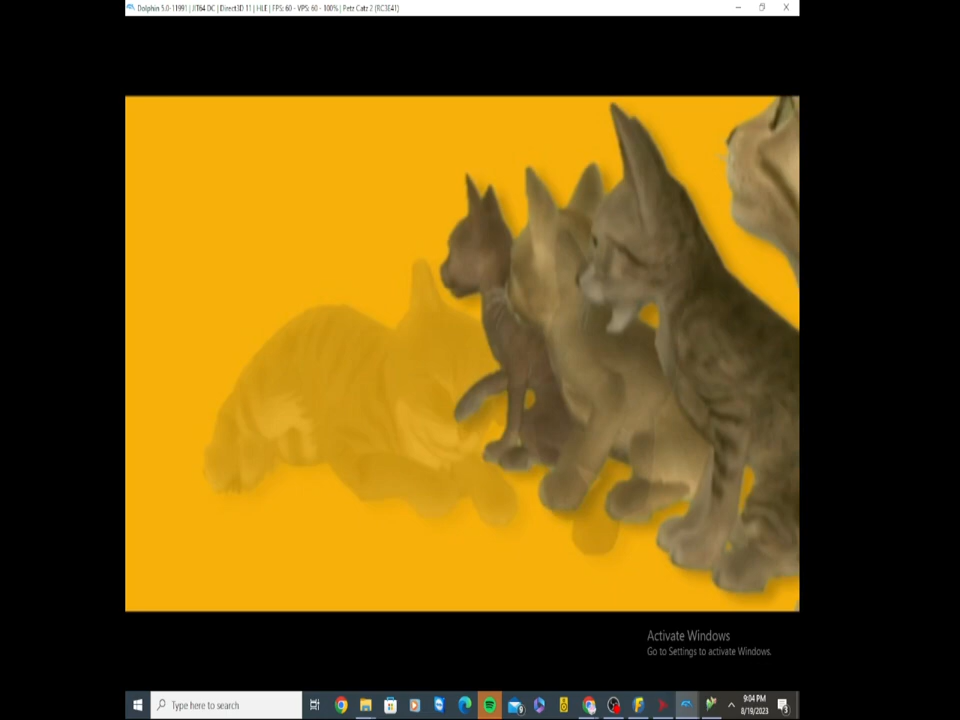 Dolphin 5.0-11991 | JIT64 DC | Direct3D 11 | HLE | FPS: 60 - VPS: 60 - 100% | Petz Catz 2 (RC3E41)
Activate Windows
Go to Settings to activate Windows.
Type here to search
9:04 PM
8/19/2023